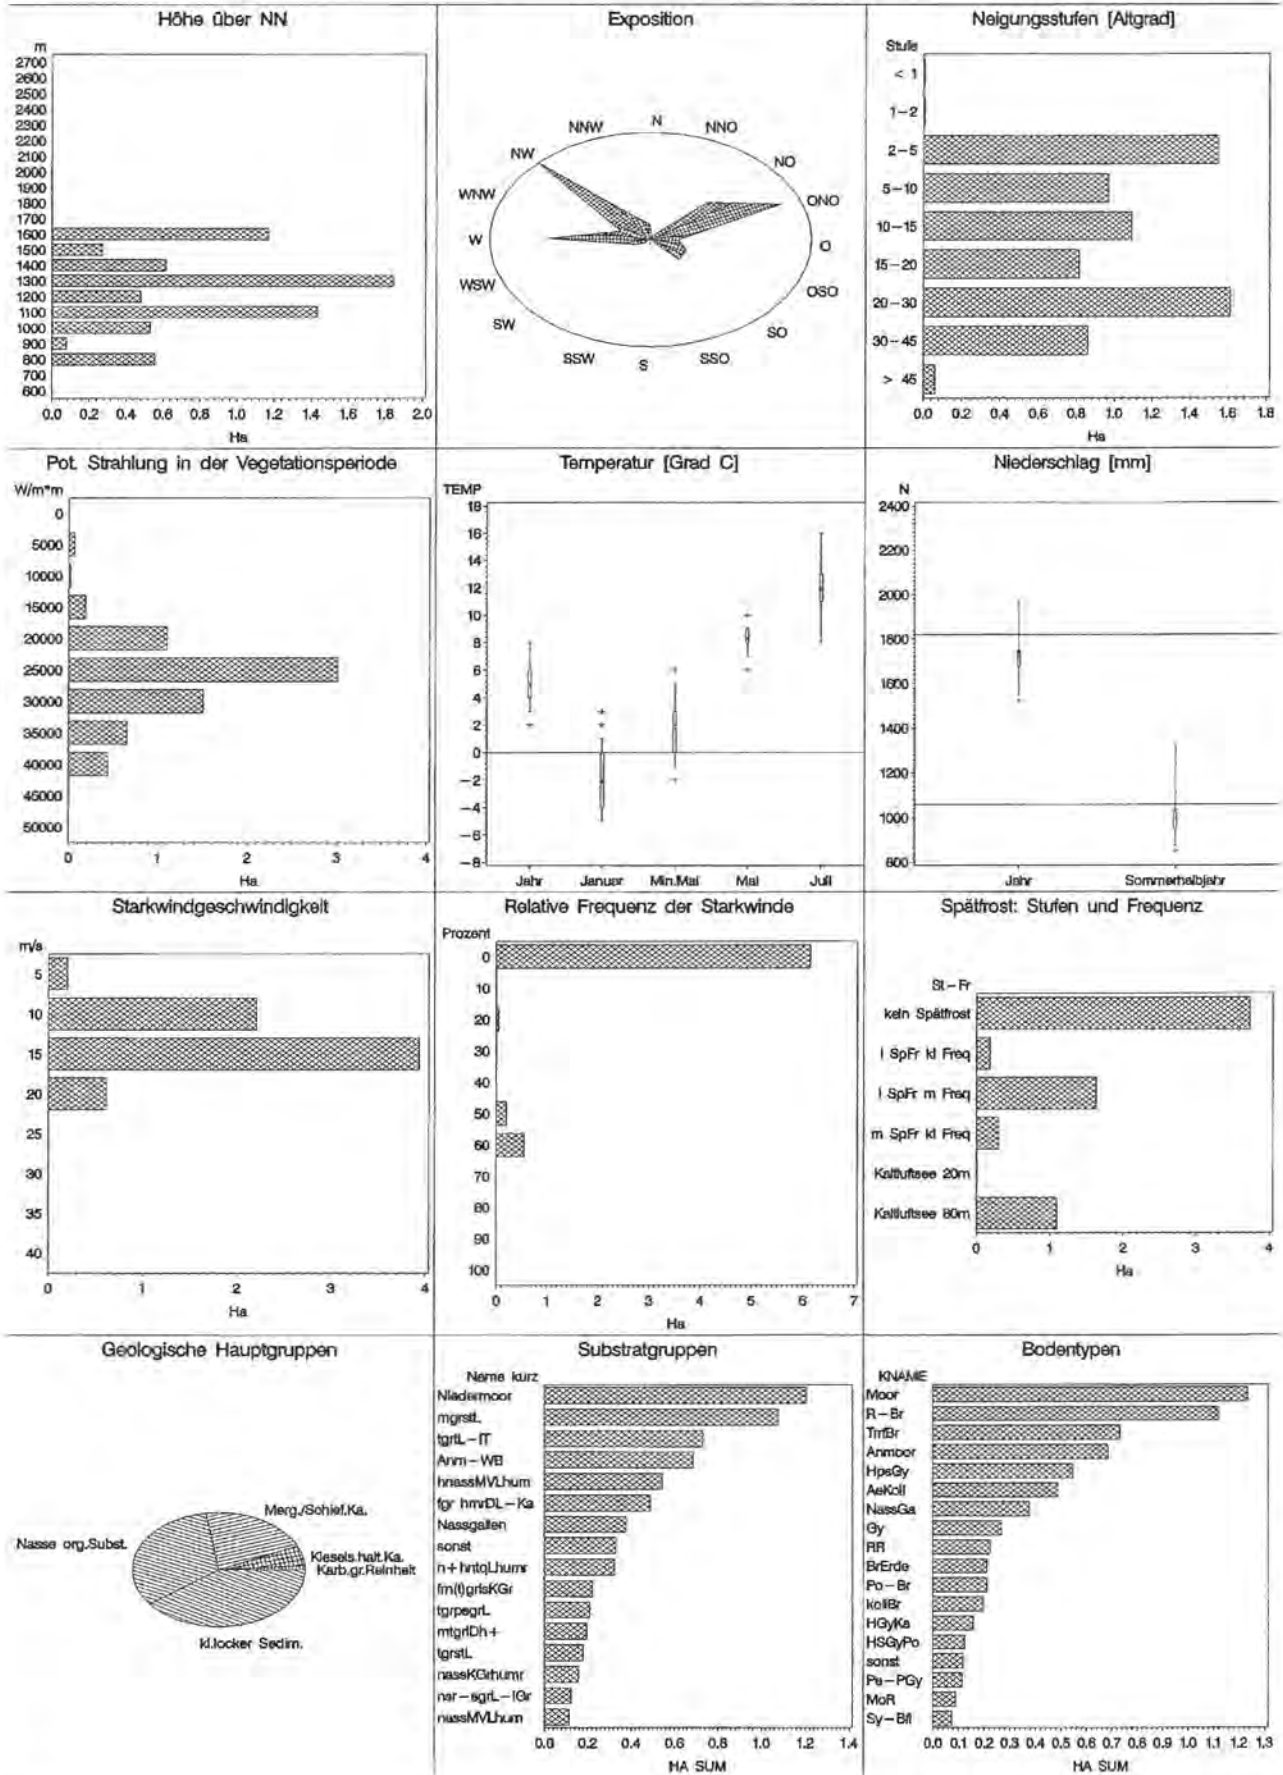 Höhe über NN
m
2700
2600
2500
2400
2300
2200
2100
2000
1900
1800
1700
1600
1500
1400
1300
1200
1100
1000
900
800
700
600
0.0 0.2 0.4 0.6 0.8 1.0 1.2 1.4 1.6 1.8 2.0
Ha
Exposition
N
NNO
NO
ONO
O
OSO
SO
SSO
S
SSW
SW
WSW
W
WNW
NW
NNW
Neigungsstufen [Altgrad]
Stufe
< 1
1-2
2-5
5-10
10-15
15-20
20-30
30-45
> 45
0.0 0.2 0.4 0.6 0.8 1.0 1.2 1.4 1.6 1.8
Ha
Pot. Strahlung in der Vegetationsperiode
W/m*m
0
5000
10000
15000
20000
25000
30000
35000
40000
45000
50000
0 1 2 3 4
Ha
Temperatur [Grad C]
TEMP
18
16
14
12
10
8
6
4
2
0
-2
-4
-6
-8
Jahr Januar Min.Mai Mai Juli
Niederschlag [mm]
N
2400
2200
2000
1800
1600
1400
1200
1000
800
Jahr Sommerhalbjahr
Starkwindgeschwindigkeit
m/s
5
10
15
20
25
30
35
40
0 1 2 3 4
Ha
Relative Frequenz der Starkwinde
Prozent
0
10
20
30
40
50
60
70
80
90
100
0 1 2 3 4 5 6 7
Ha
Spätfrost: Stufen und Frequenz
St-Fr
kein Spätfrost
l SpFr kl Freq
l SpFr m Freq
m SpFr kl Freq
Kaltluftsee 20m
Kaltluftsee 80m
0 1 2 3 4
Ha
Geologische Hauptgruppen
Merg./Schief.Ka.
Nasse org.Subst.
Kiesels.halt.Ka.
Karb.gr.Reinheit
kl.locker Sedim.
Substratgruppen
Name kurz
Niedermoor
mgrstL
tgrtL-lT
Anm-WB
hnassMVLhum
fgr hmrDL-Ka
Nassgallen
sonst
n+hntqLhumr
fm(t)grlsKGr
tgrpsgrL
mtgrlDh+
tgrstL
nassKGrhumr
nsr-sgrL-lGr
nassMVLhum
0.0 0.2 0.4 0.6 0.8 1.0 1.2 1.4
HA SUM
Bodentypen
KNAME
Moor
R-Br
TrrfBr
Anmoor
HpsGy
AeKoll
NassGa
Gy
RR
BrErde
Po-Br
kollBr
HGyKa
HSGyPo
sonst
Ps-PGy
MoR
Sy-Bfl
0.0 0.1 0.2 0.3 0.4 0.5 0.6 0.7 0.8 0.9 1.0 1.1 1.2 1.3
HA SUM